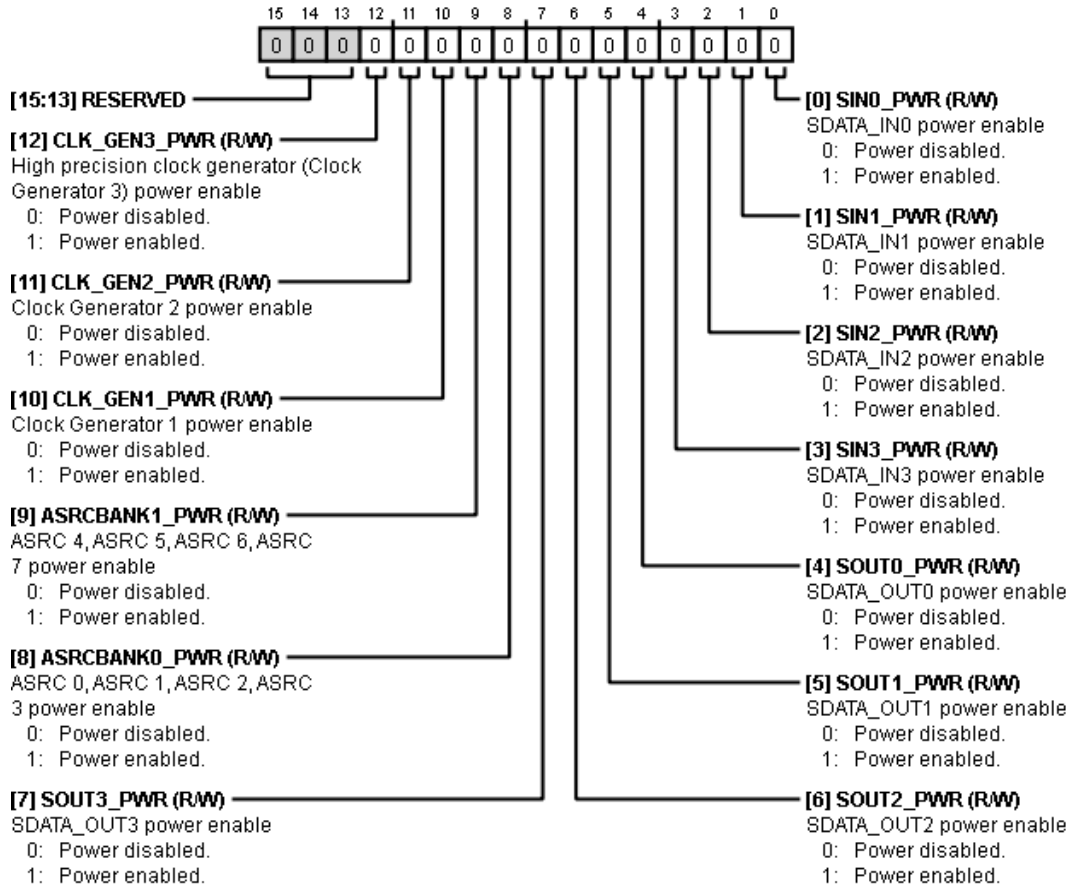 15 14 13 12 11 10 9 8 7 6 5 4 3 2 1 0
0 0 0 0 0 0 0 0 0 0 0 0 0 0 0 0
[15:13] RESERVED
[12] CLK_GEN3_PWR (R/W)
High precision clock generator (Clock
Generator 3) power enable
0: Power disabled.
1: Power enabled.
[11] CLK_GEN2_PWR (R/W)
Clock Generator 2 power enable
0: Power disabled.
1: Power enabled.
[10] CLK_GEN1_PWR (R/W)
Clock Generator 1 power enable
0: Power disabled.
1: Power enabled.
[9] ASRCBANK1_PWR (R/W)
ASRC 4, ASRC 5, ASRC 6, ASRC
7 power enable
0: Power disabled.
1: Power enabled.
[8] ASRCBANK0_PWR (R/W)
ASRC 0, ASRC 1, ASRC 2, ASRC
3 power enable
0: Power disabled.
1: Power enabled.
[7] SOUT3_PWR (R/W)
SDATA_OUT3 power enable
0: Power disabled.
1: Power enabled.
[0] SIN0_PWR (R/W)
SDATA_IN0 power enable
0: Power disabled.
1: Power enabled.
[1] SIN1_PWR (R/W)
SDATA_IN1 power enable
0: Power disabled.
1: Power enabled.
[2] SIN2_PWR (R/W)
SDATA_IN2 power enable
0: Power disabled.
1: Power enabled.
[3] SIN3_PWR (R/W)
SDATA_IN3 power enable
0: Power disabled.
1: Power enabled.
[4] SOUT0_PWR (R/W)
SDATA_OUT0 power enable
0: Power disabled.
1: Power enabled.
[5] SOUT1_PWR (R/W)
SDATA_OUT1 power enable
0: Power disabled.
1: Power enabled.
[6] SOUT2_PWR (R/W)
SDATA_OUT2 power enable
0: Power disabled.
1: Power enabled.